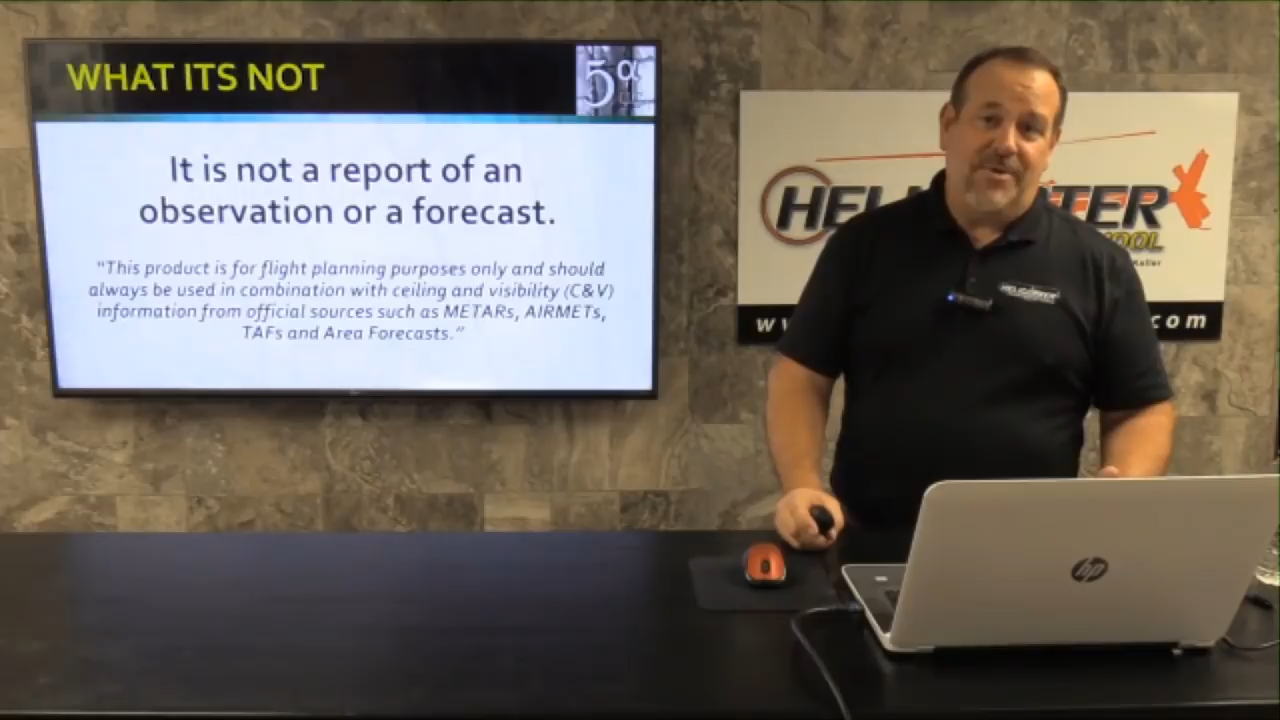 WHAT ITS NOT
5α
It is not a report of an
observation or a forecast.
"This product is for flight planning purposes only and should
always be used in combination with ceiling and visibility (C&V)
information from official sources such as METARs, AIRMETs,
TAFs and Area Forecasts."
hp